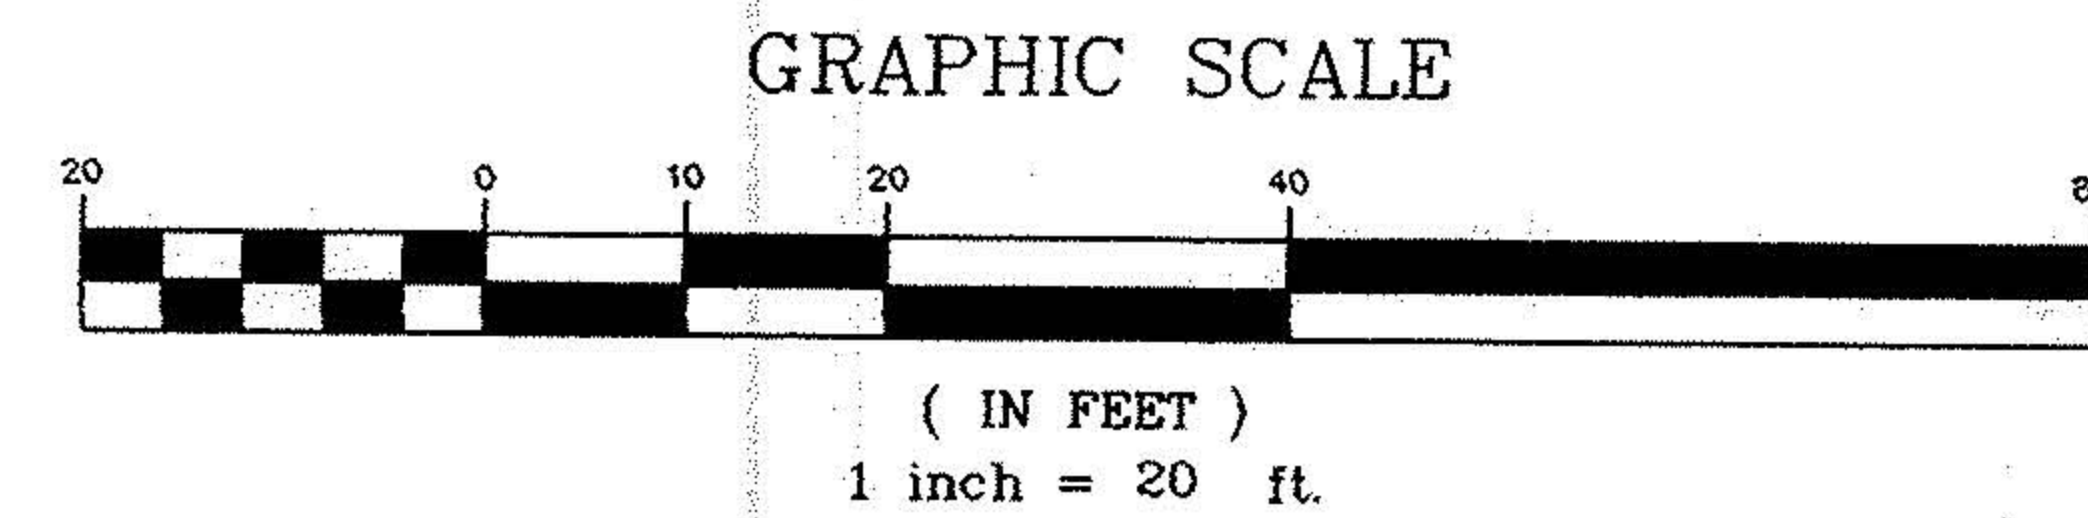 GRAPHIC SCALE
20 0 10 20 40
( IN FEET )
1 inch = 20 ft.